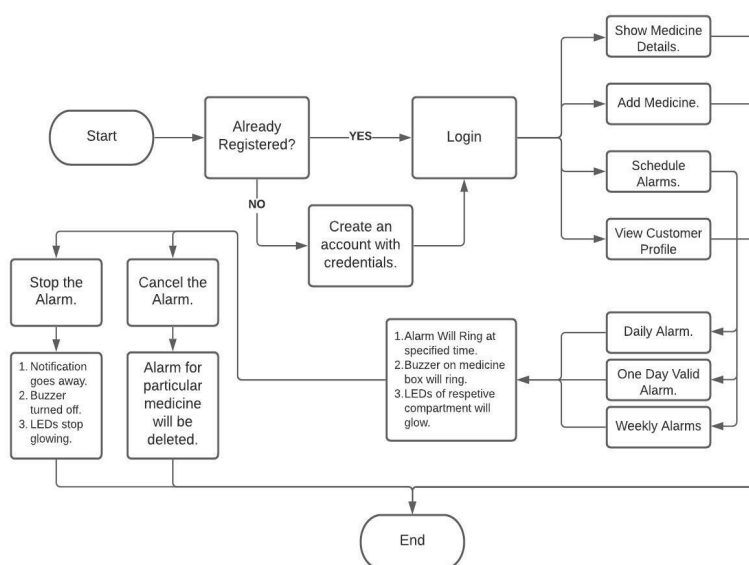 Show Medicine
Details.
Add Medicine.
Start
Already
Registered?
YES
Login
Schedule
Alarms.
NO
Create an
account with
credentials.
View Customer
Profile
Stop the
Alarm.
Cancel the
Alarm.
1. Notification
goes away.
2. Buzzer
turned off.
3. LEDs stop
glowing.
Alarm for
particular
medicine
will be
deleted.
1.Alarm Will Ring at
specified time.
2.Buzzer on medicine
box will ring.
3.LEDs of respetive
compartment will
glow.
Daily Alarm.
One Day Valid
Alarm.
Weekly Alarms
End